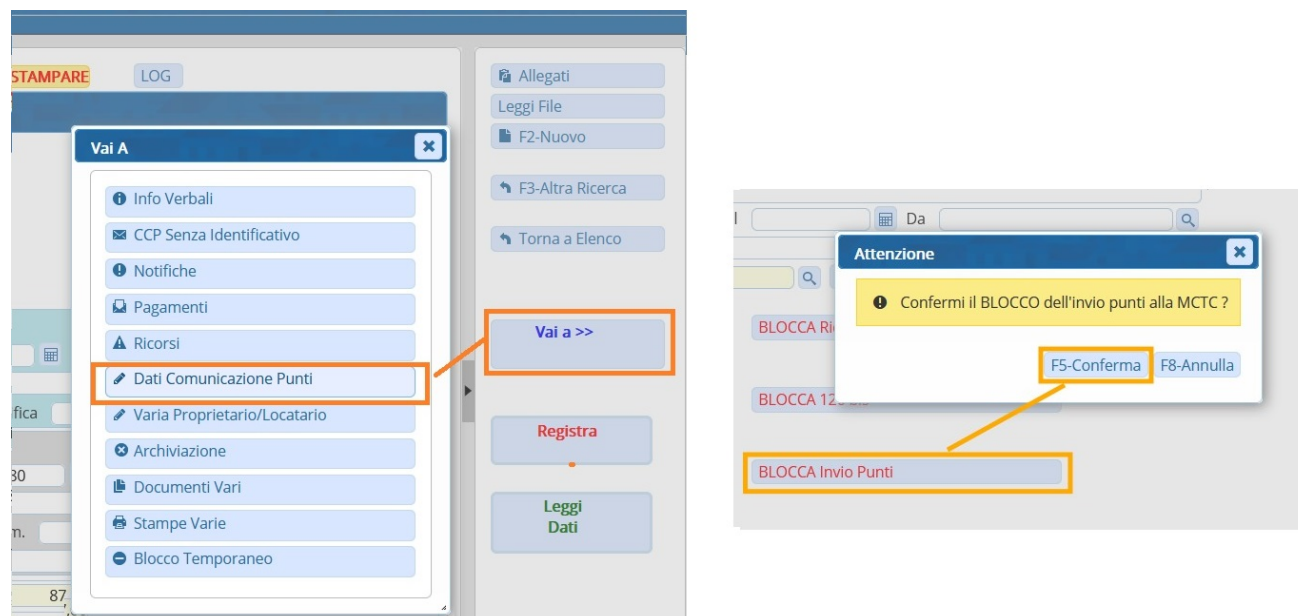 STAMPARE
LOG
Vai A
Info Verbali
CCP Senza Identificativo
Notifiche
Pagamenti
Ricorsi
Dati Comunicazione Punti
Varia Proprietario/Locatario
Archiviazione
Documenti Vari
Stampe Varie
Blocco Temporaneo
fica
30
m.
87,
Allegati
Leggi File
F2-Nuovo
F3-Altra Ricerca
Torna a Elenco
Vai a >>
Registra
Leggi
Dati
l Da
Attenzione
Confermi il BLOCCO dell'invio punti alla MCTC ?
F5-Conferma F8-Annulla
BLOCCA Ri
BLOCCA 12
BLOCCA Invio Punti